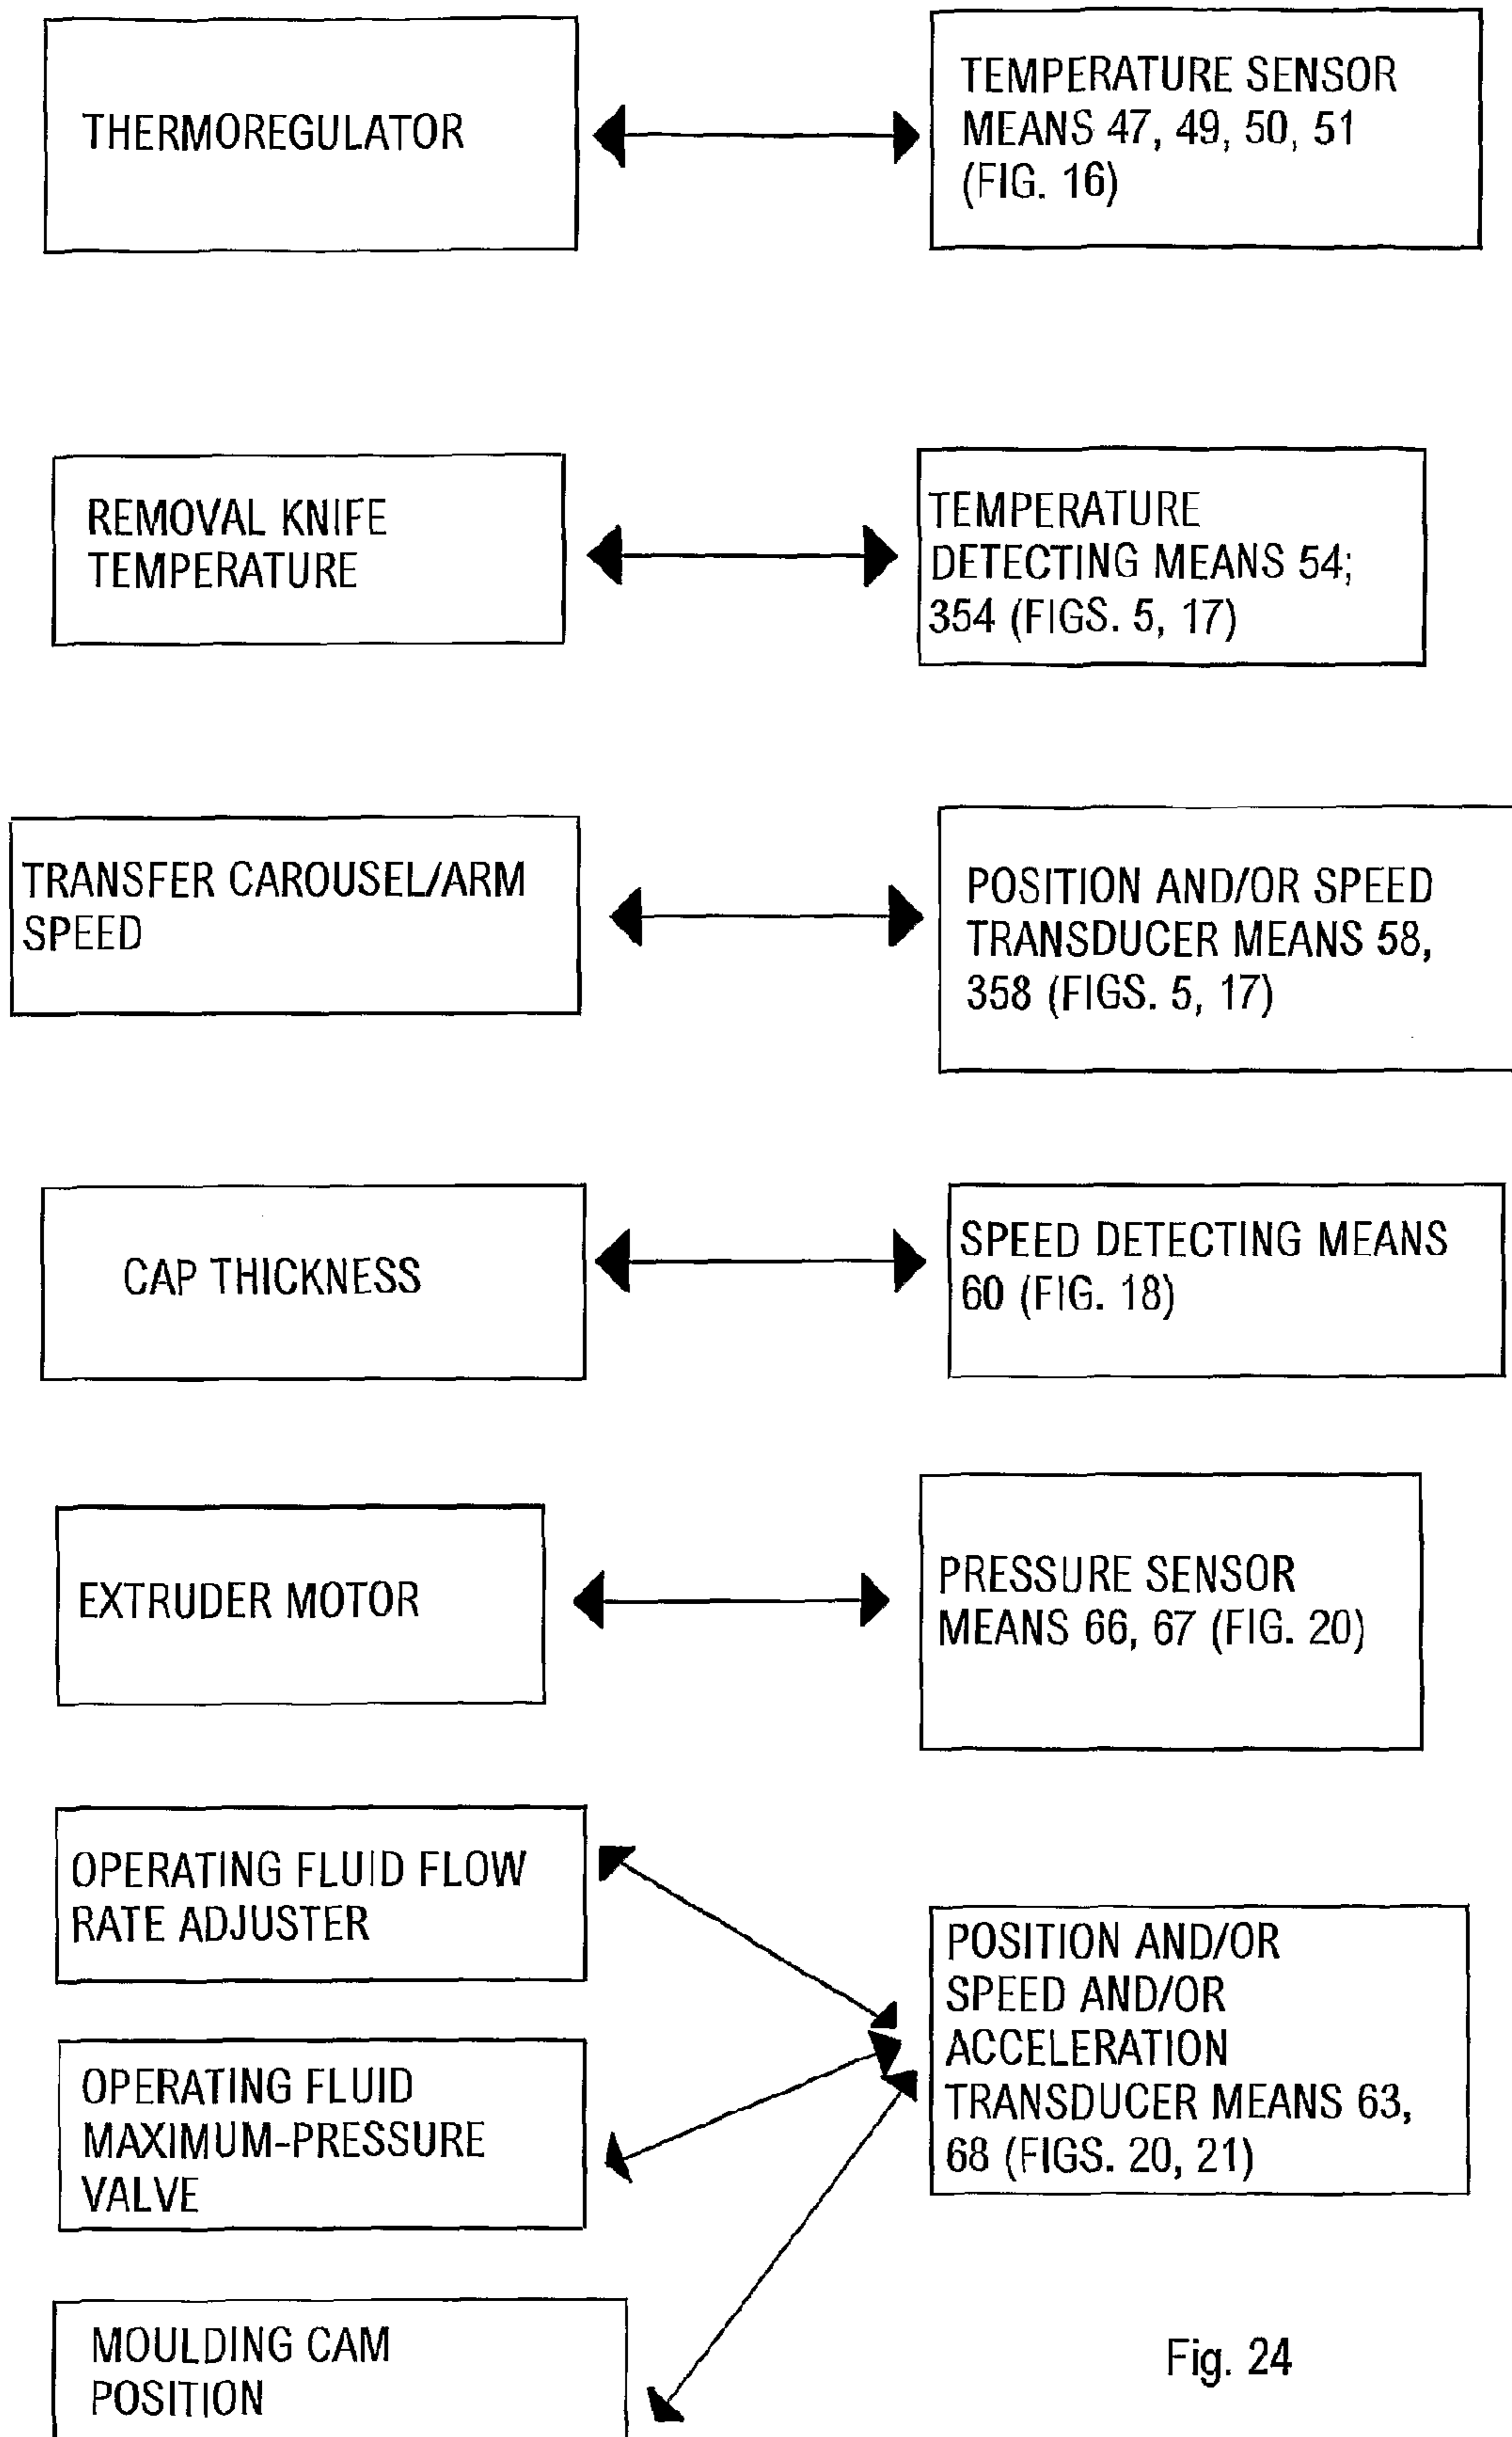 THERMOREGULATOR
TEMPERATURE SENSOR
MEANS 47, 49, 50, 51
(FIG. 16)
REMOVAL KNIFE
TEMPERATURE
TEMPERATURE
DETECTING MEANS 54;
354 (FIGS. 5, 17)
TRANSFER CAROUSEL/ARM
SPEED
POSITION AND/OR SPEED
TRANSDUCER MEANS 58,
358 (FIGS. 5, 17)
CAP THICKNESS
SPEED DETECTING MEANS
60 (FIG. 18)
EXTRUDER MOTOR
PRESSURE SENSOR
MEANS 66, 67 (FIG. 20)
OPERATING FLUID FLOW
RATE ADJUSTER
OPERATING FLUID
MAXIMUM-PRESSURE
VALVE
MOULDING CAM
POSITION
POSITION AND/OR
SPEED AND/OR
ACCELERATION
TRANSDUCER MEANS 63,
68 (FIGS. 20, 21)
Fig. 24